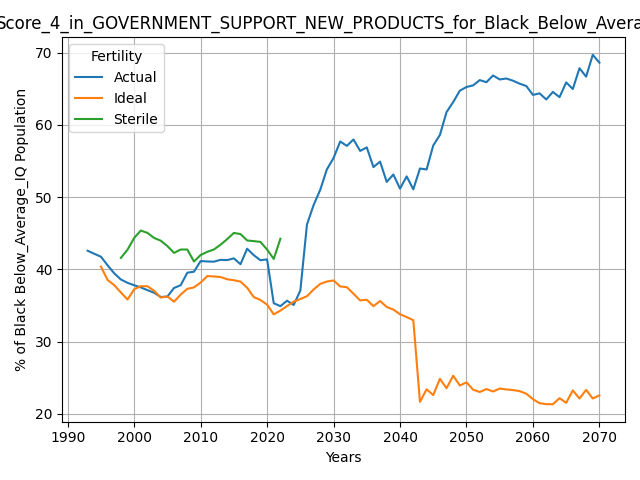 Score_4_in_GOVERNMENT_SUPPORT_NEW_PRODUCTS_for_Black_Below_Avera
Fertility
Actual
Ideal
Sterile
% of Black Below_Average_IQ Population
70
60
50
40
30
20
1990 2000 2010 2020 2030 2040 2050 2060 2070
Years